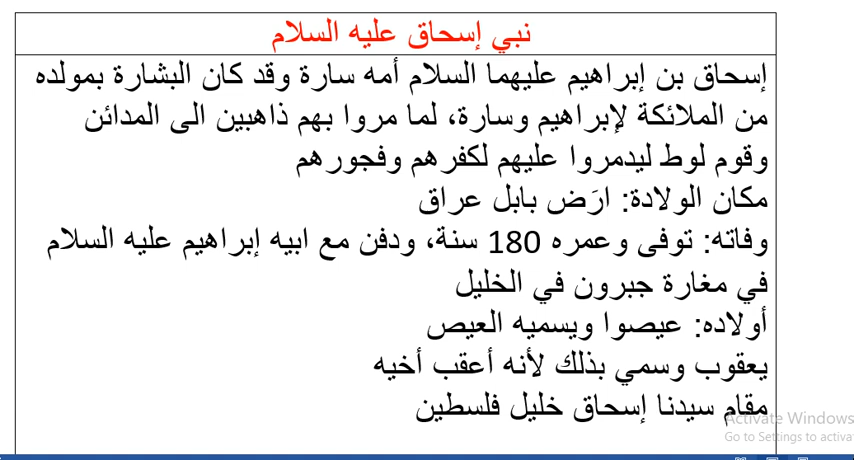 نبي إسحاق عليه السلام
إسحاق بن إبراهيم عليهما السلام أمه سارة وقد كان البشارة بمولده
من الملائكة لإبراهيم وسارة، لما مروا بهم ذاهبين الى المدائن
وقوم لوط ليدمروا عليهم لكفرهم وفجورهم
مكان الولادة: ارَض بابل عراق
وفاته: توفى وعمره 180 سنة، ودفن مع ابيه إبراهيم عليه السلام
في مغارة جبرون في الخليل
أولاده: عيصوا ويسميه العيص
يعقوب وسمي بذلك لأنه أعقب أخيه
مقام سيدنا إسحاق خليل فلسطين
Activate Windows
Go to Settings to activa